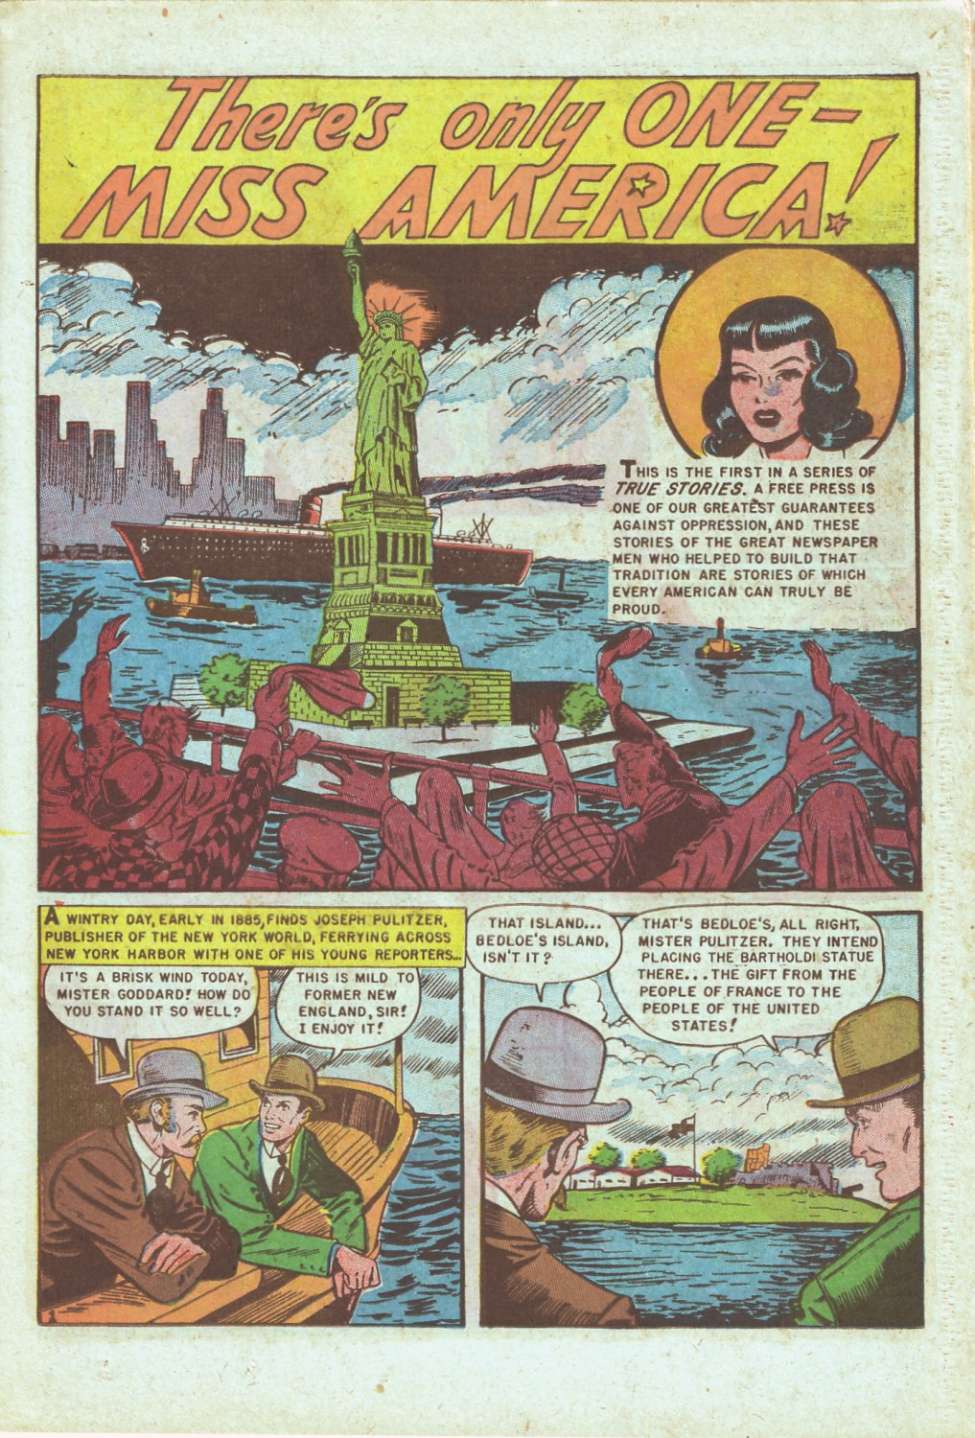 There's only ONE-
MISS AMERICA!
THIS IS THE FIRST IN A SERIES OF
TRUE STORIES. A FREE PRESS IS
ONE OF OUR GREATEST GUARANTEES
AGAINST OPPRESSION, AND THESE
STORIES OF THE GREAT NEWSPAPER
MEN WHO HELPED TO BUILD THAT
TRADITION ARE STORIES OF WHICH
EVERY AMERICAN CAN TRULY BE
PROUD.
A WINTRY DAY, EARLY IN 1885, FINDS JOSEPH PULITZER,
PUBLISHER OF THE NEW YORK WORLD, FERRYING ACROSS
NEW YORK HARBOR WITH ONE OF HIS YOUNG REPORTERS...
IT'S A BRISK WIND TODAY,
MISTER GODDARD! HOW DO
YOU STAND IT SO WELL?
THIS IS MILD TO
FORMER NEW
ENGLAND, SIR!
I ENJOY IT!
THAT ISLAND...
BEDLOE'S ISLAND,
ISN'T IT?
THAT'S BEDLOE'S, ALL RIGHT,
MISTER PULITZER. THEY INTEND
PLACING THE BARTHOLDI STATUE
THERE... THE GIFT FROM THE
PEOPLE OF FRANCE TO THE
PEOPLE OF THE UNITED
STATES!